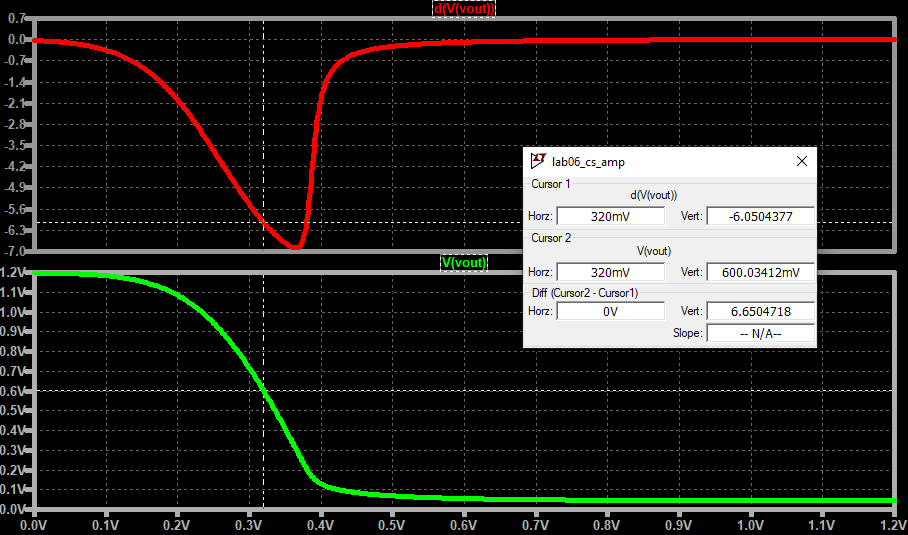 d(V(vout))
0.7
0.0
-0.7
-1.4
-2.1
-2.8
-3.5
-4.2
-4.9
-5.6
-6.3
-7.0
lab06_cs_amp
Cursor 1
d(V(vout))
Horz: 320mV Vert: -6.0504377
Cursor 2
V(vout)
Horz: 320mV Vert: 600.03412mV
Diff (Cursor2 - Cursor1)
Horz: 0V Vert: 6.6504718
Slope: -- N/A--
V(vout)
1.2V
1.1V
1.0V
0.9V
0.8V
0.7V
0.6V
0.5V
0.4V
0.3V
0.2V
0.1V
0.0V
0.0V 0.1V 0.2V 0.3V 0.4V 0.5V 0.6V 0.7V 0.8V 0.9V 1.0V 1.1V 1.2V